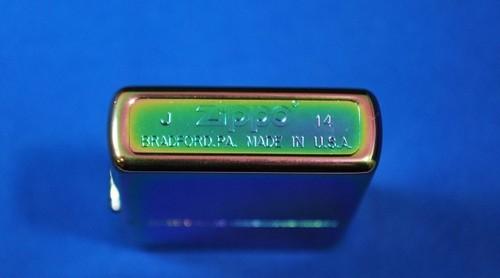 J Zippo® 14
BRADFORD.PA. MADE IN U.S.A.